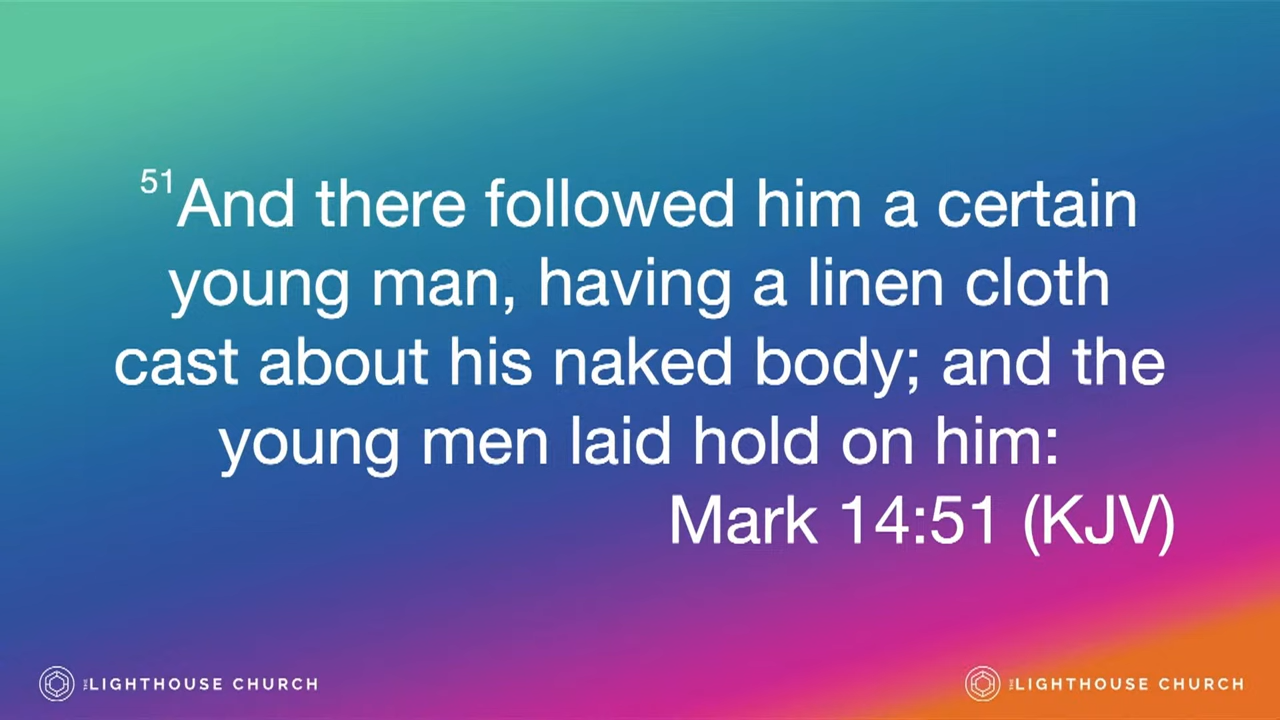 51And there followed him a certain
young man, having a linen cloth
cast about his naked body; and the
young men laid hold on him:
Mark 14:51 (KJV)
THE LIGHTHOUSE CHURCH
THE LIGHTHOUSE CHURCH